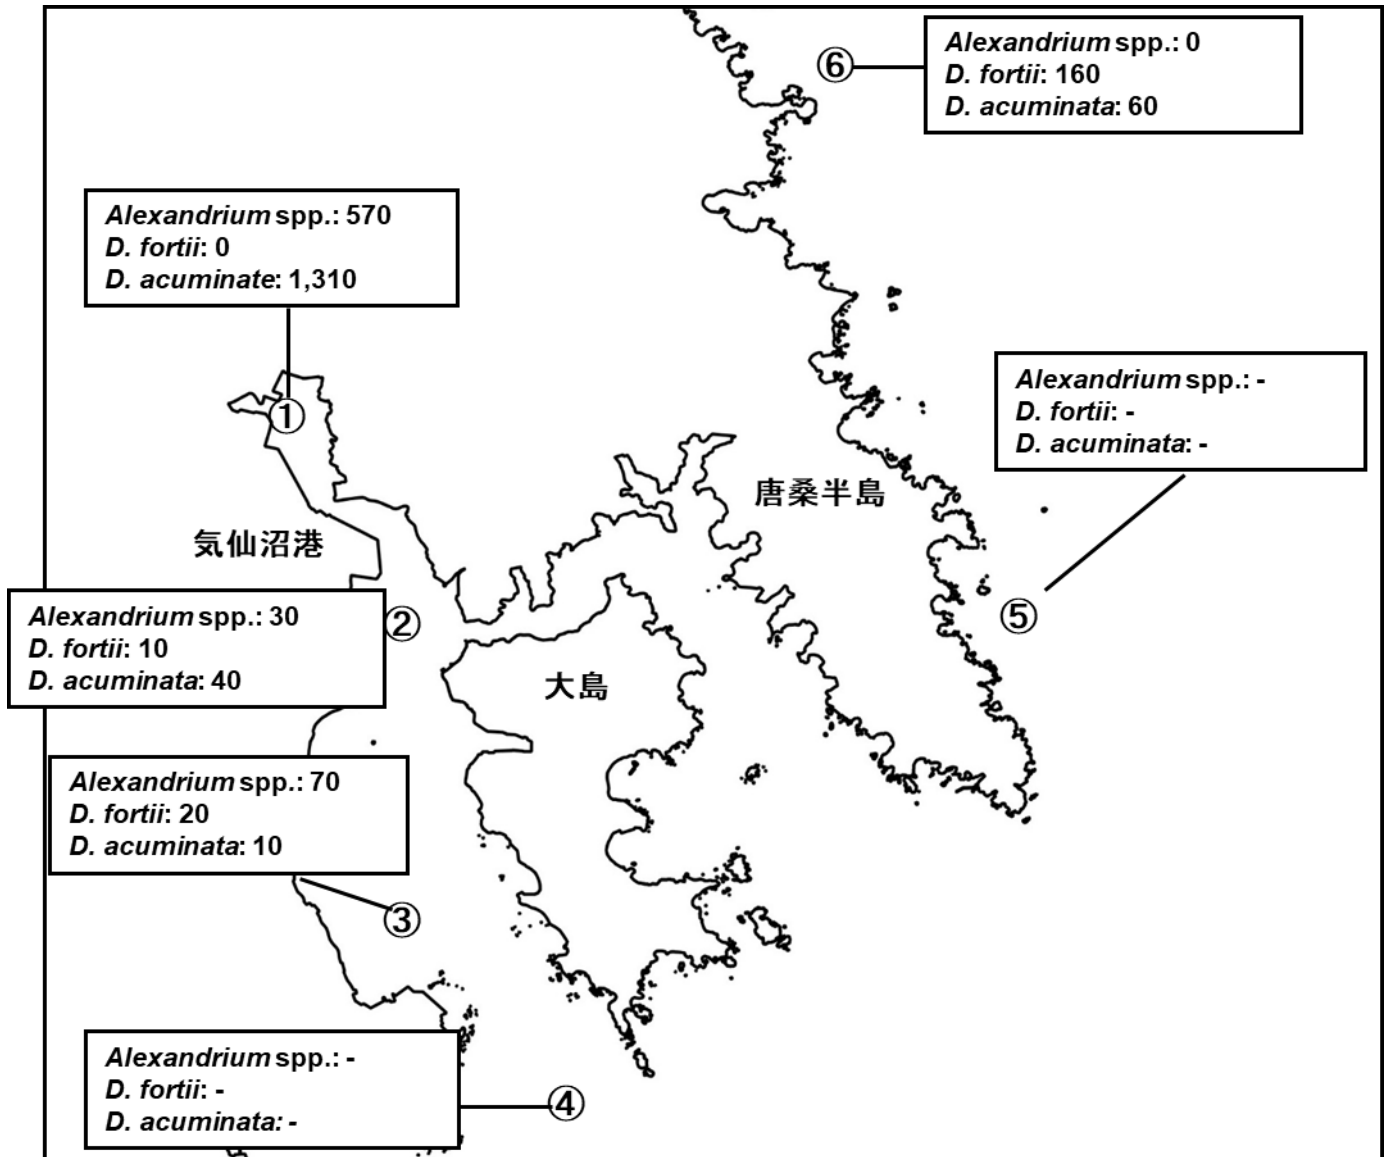 ⑥
Alexandrium spp.: 0
D. fortii: 160
D. acuminata: 60
Alexandrium spp.: 570
D. fortii: 0
D. acuminate: 1,310
①
Alexandrium spp.: -
D. fortii: -
D. acuminata: -
唐桑半島
気仙沼港
⑤
Alexandrium spp.: 30
D. fortii: 10
D. acuminata: 40
②
大島
Alexandrium spp.: 70
D. fortii: 20
D. acuminata: 10
③
Alexandrium spp.: -
D. fortii: -
D. acuminata: -
④